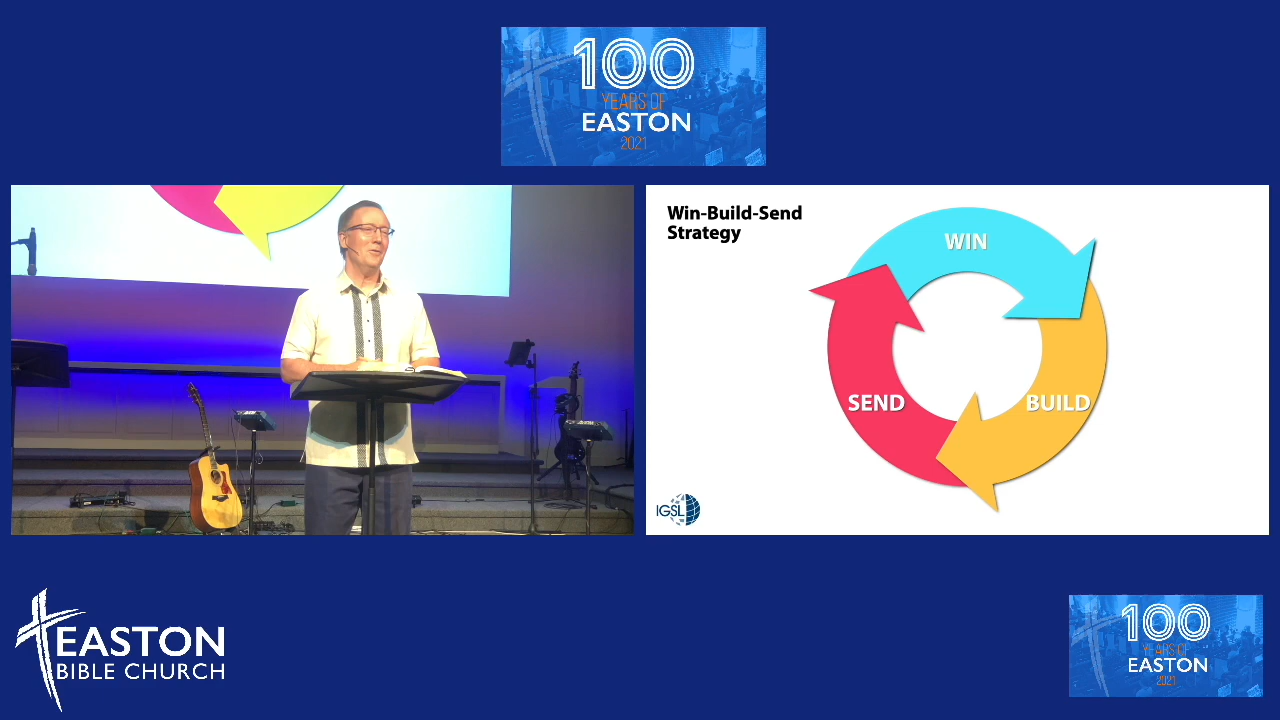 100
YEARS OF
EASTON
2021
Win-Build-Send
Strategy
WIN
SEND
BUILD
IGSL
EASTON
BIBLE CHURCH
100
YEARS OF
EASTON
2021